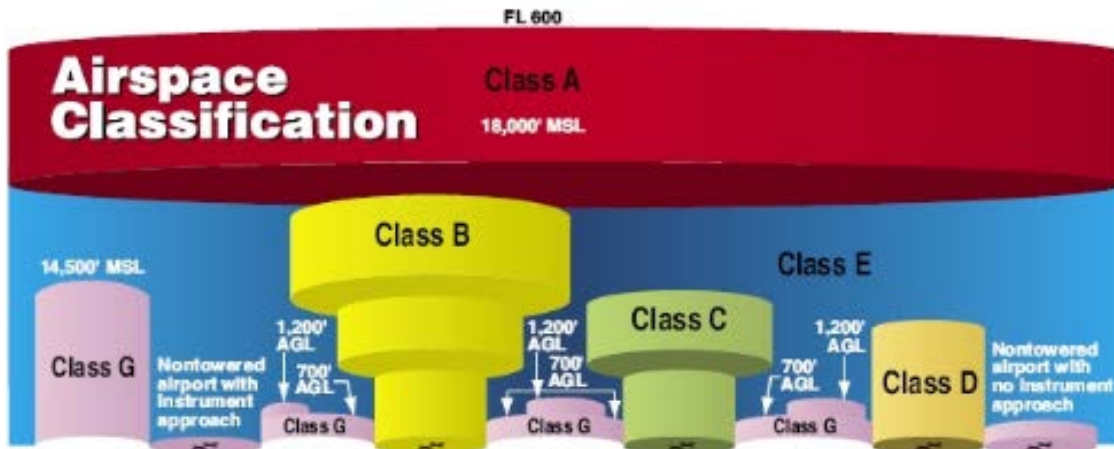 FL 600
Airspace
Classification
Class A
18,000' MSL
Class B
Class E
14,500' MSL
Class C
1,200'
AGL
1,200'
AGL
1,200'
AGL
700'
AGL
700'
AGL
700'
AGL
Class G
Nontowered
airport with
instrument
approach
Class D
Nontowered
airport with
no instrument
approach
Class G
Class G
Class G